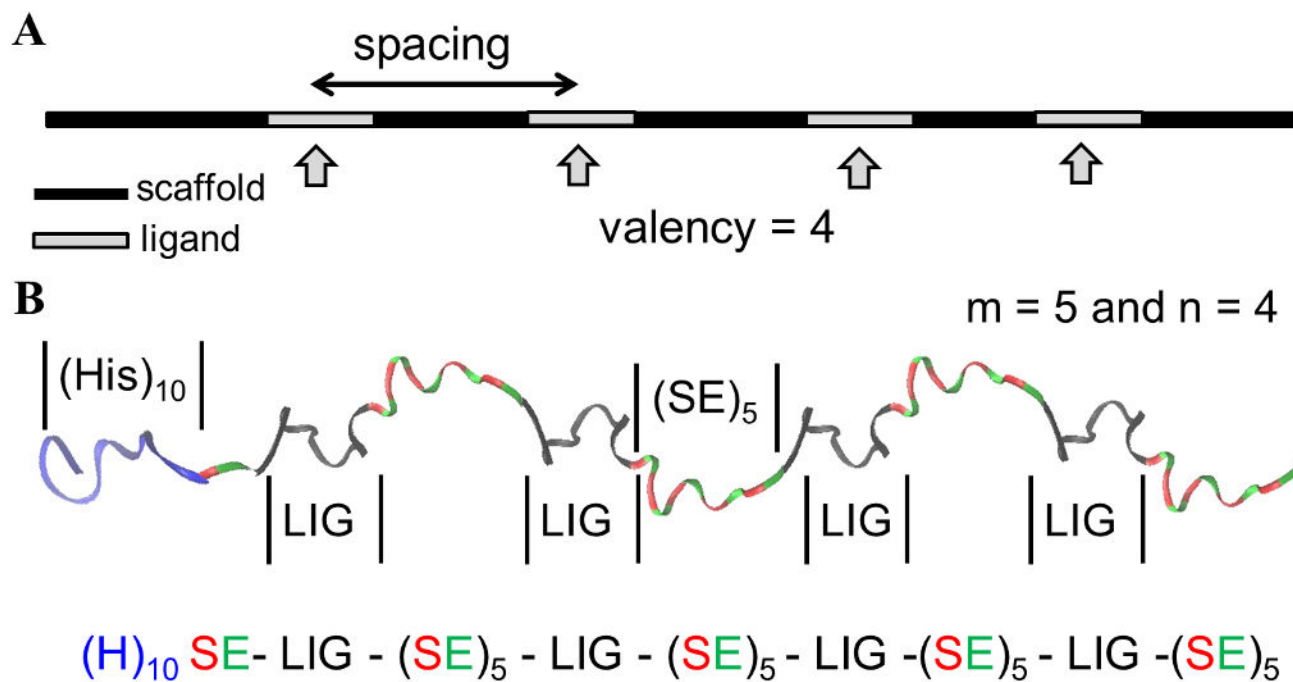 A
spacing
scaffold
ligand
valency = 4
B
m = 5 and n = 4
(His)₁₀
(SE)₅
LIG
LIG
LIG
LIG
(H)₁₀ SE- LIG - (SE)₅ - LIG - (SE)₅ - LIG -(SE)₅ - LIG -(SE)₅